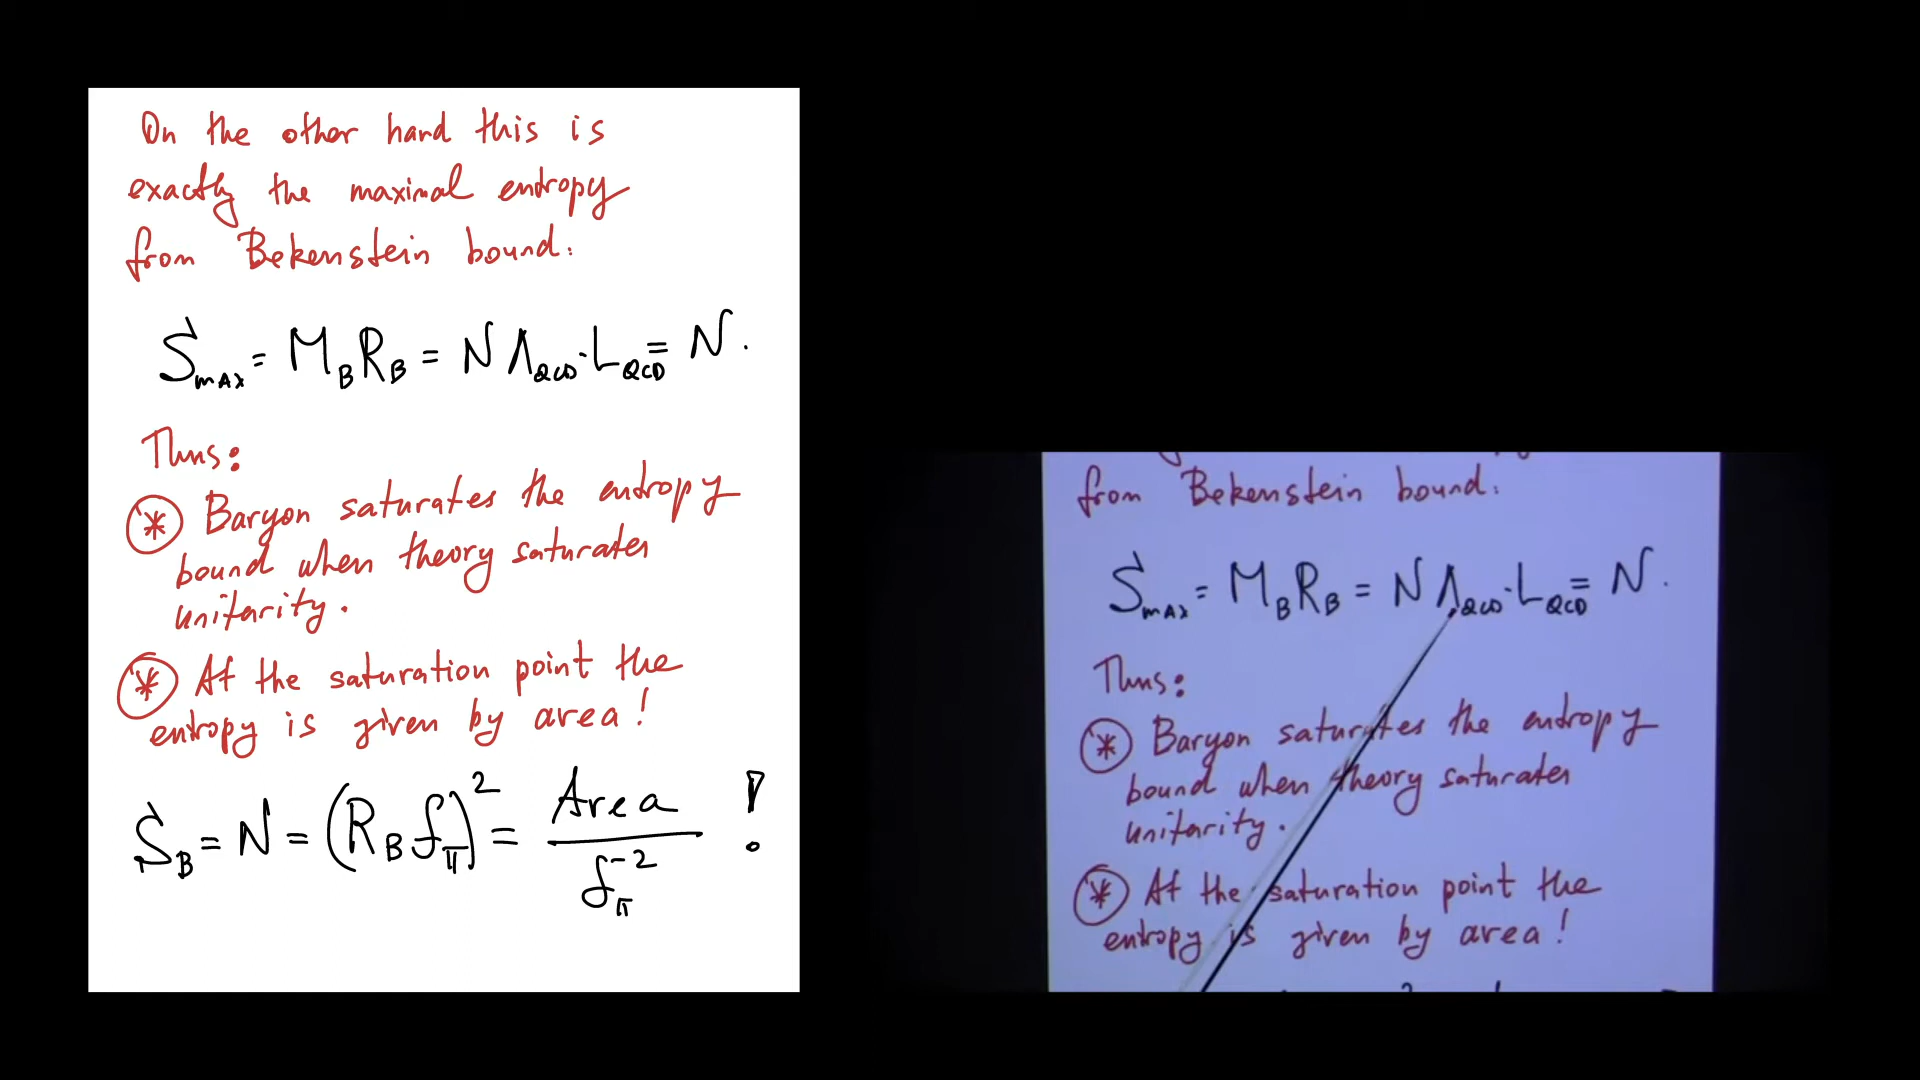 On the other hand this is
exactly the maximal entropy
from Bekenstein bound:
S_MAX = M_B R_B = N Λ_QCD · L_QCD = N.
Thus:
* Baryon saturates the entropy
bound when theory saturates
unitarity.
* At the saturation point the
entropy is given by area!
S_B = N = (R_B f_π)^2 = Area / f_π^-2 !
from Bekenstein bound:
S_MAX = M_B R_B = N Λ_QCD · L_QCD = N.
Thus:
* Baryon saturates the entropy
bound when theory saturates
unitarity.
* At the saturation point the
entropy is given by area!